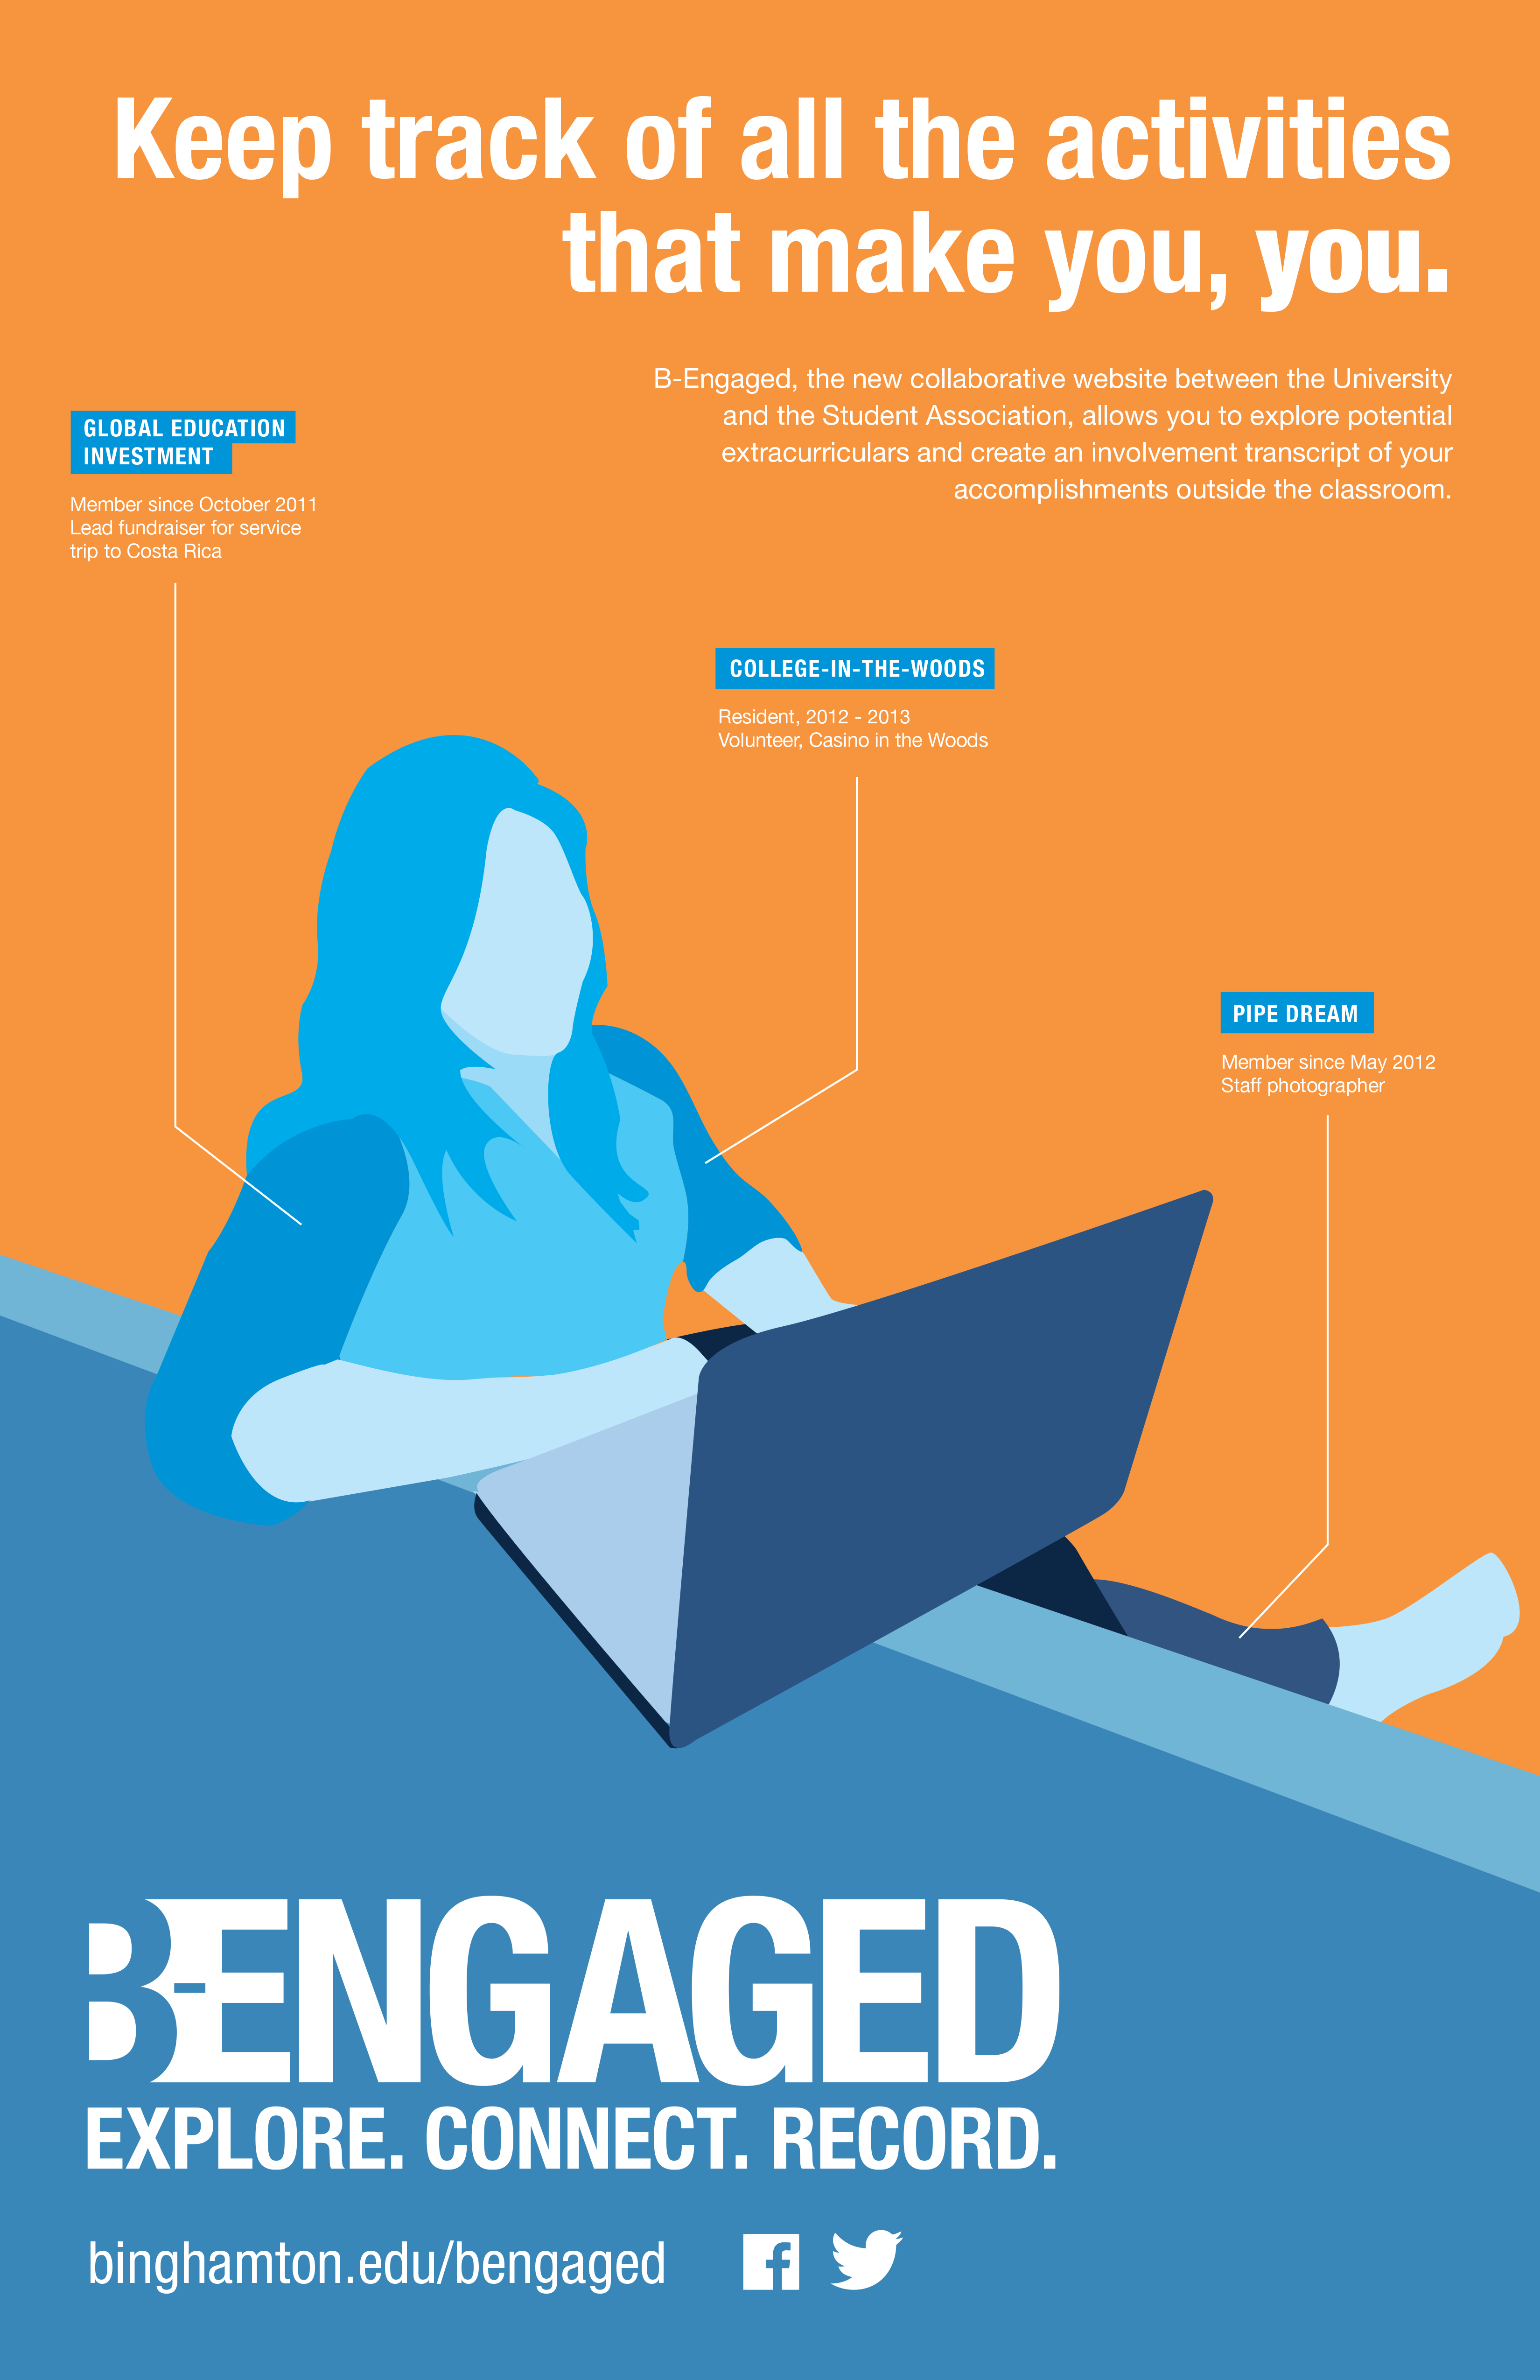 Keep track of all the activities
that make you, you.
B-Engaged, the new collaborative website between the University
and the Student Association, allows you to explore potential
extracurriculars and create an involvement transcript of your
accomplishments outside the classroom.
GLOBAL EDUCATION
INVESTMENT
Member since October 2011
Lead fundraiser for service
trip to Costa Rica
COLLEGE-IN-THE-WOODS
Resident, 2012 - 2013
Volunteer, Casino in the Woods
PIPE DREAM
Member since May 2012
Staff photographer
B-ENGAGED
EXPLORE. CONNECT. RECORD.
binghamton.edu/bengaged